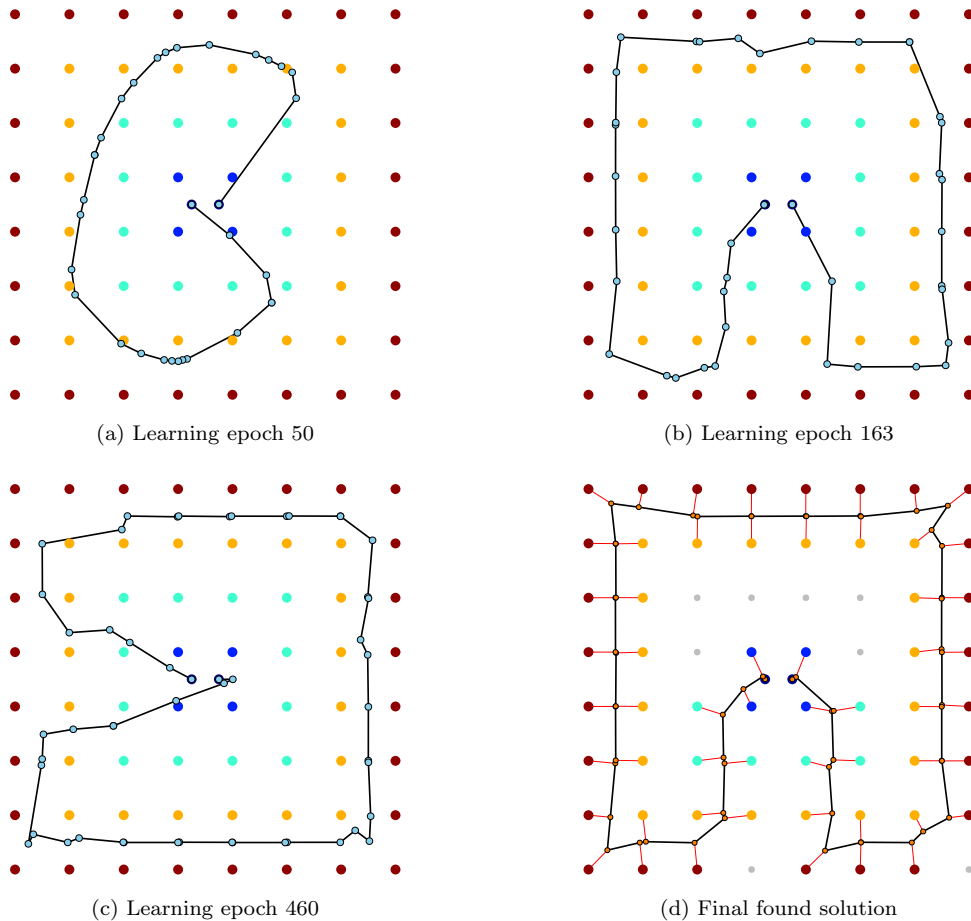 (a) Learning epoch 50
(b) Learning epoch 163
(c) Learning epoch 460
(d) Final found solution